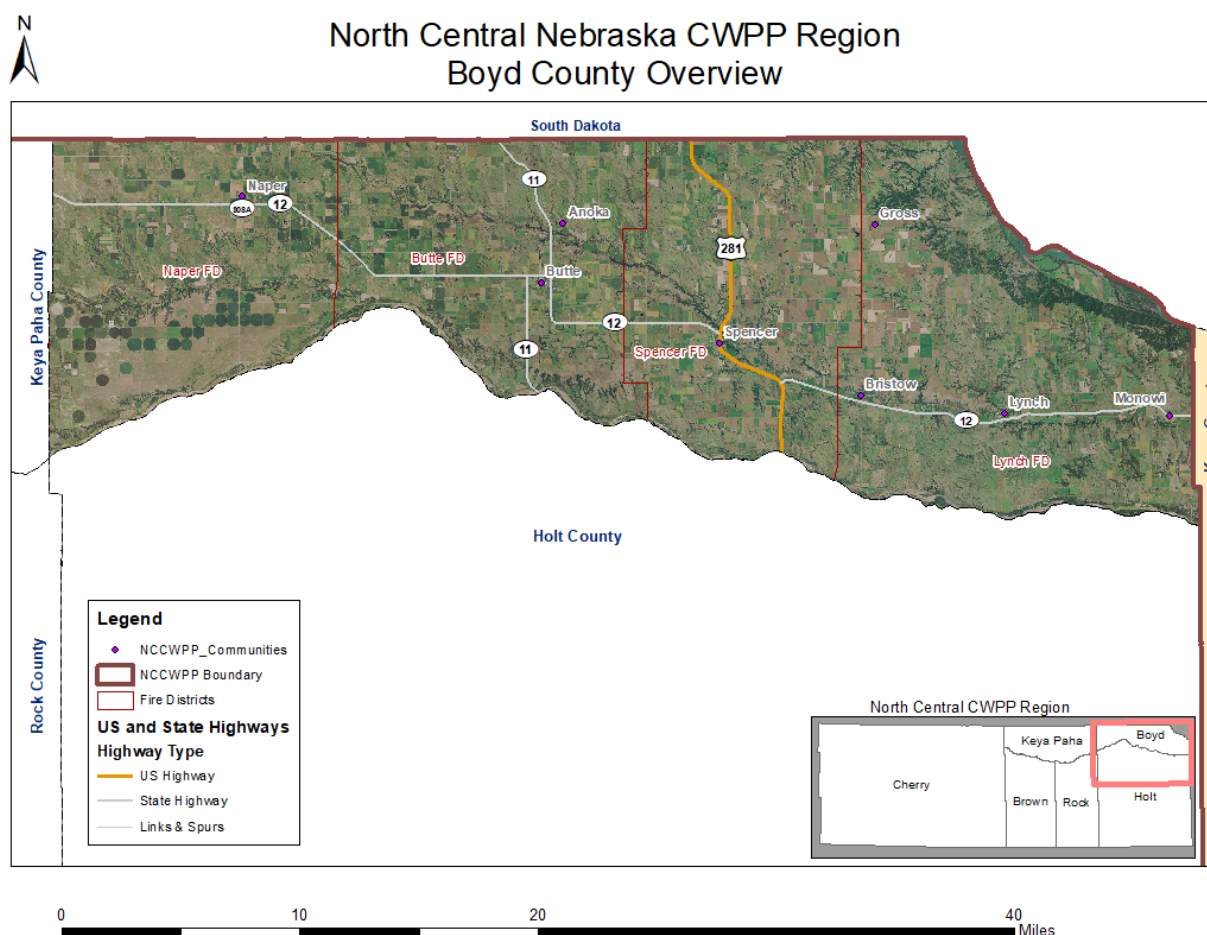 N
North Central Nebraska CWPP Region
Boyd County Overview
South Dakota
Keya Paha County
Rock County
Naper
908A
12
Naper FD
11
Anoka
Butte FD
Butte
12
11
281
Spencer
Spencer FD
Gross
Bristow
Lynch
Monowi
12
Lynch FD
Holt County
Legend
NCCWPP_Communities
NCCWPP Boundary
Fire Districts
US and State Highways
Highway Type
US Highway
State Highway
Links & Spurs
North Central CWPP Region
Cherry
Keya Paha
Boyd
Brown
Rock
Holt
0
10
20
40
Miles